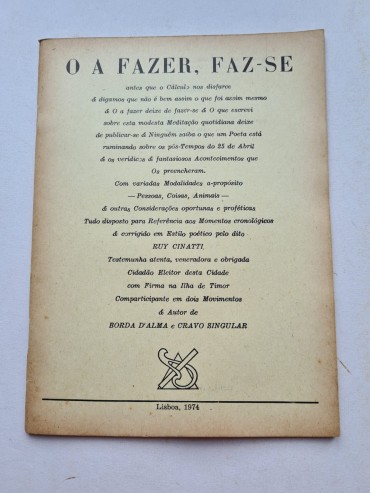 O A FAZER, FAZ-SE
antes que o Cálculo nos disfarce
& digamos que não é bem assim o que foi assim mesmo
& O a fazer deixe de fazer-se & O que escrevi
sobre esta modesta Meditação quotidiana deixe
de publicar-se & Ninguém saiba o que um Poeta está
ruminando sobre os pós-Tempos do 25 de Abril
& os verídicos & fantasiosos Acontecimentos que
Os preencheram.
Com variadas Modalidades a-propósito
— Pessoas, Coisas, Animais —
& outras Considerações oportunas e proféticas
Tudo disposto para Referência aos Momentos cronológicos
& corrigido em Estilo poético pelo dito
RUY CINATTI,
Testemunha atenta, veneradora e obrigada
Cidadão Eleitor desta Cidade
com Firma na Ilha de Timor
Comparticipante em dois Movimentos
& Autor de
BORDA D'ALMA e CRAVO SINGULAR
Lisboa, 1974